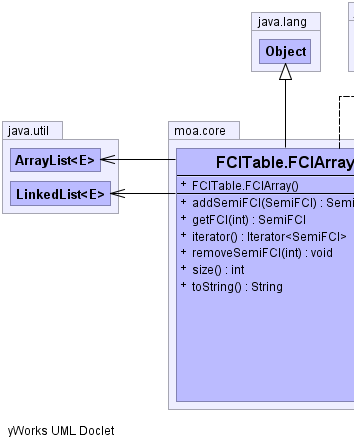 java.lang
Object
java.util
ArrayList<E>
LinkedList<E>
moa.core
FCITable.FCIArray
+ FCITable.FCIArray()
+ addSemiFCI(SemiFCI) : Semi
+ getFCI(int) : SemiFCI
+ iterator() : Iterator<SemiFCI>
+ removeSemiFCI(int) : void
+ size() : int
+ toString() : String
yWorks UML Doclet